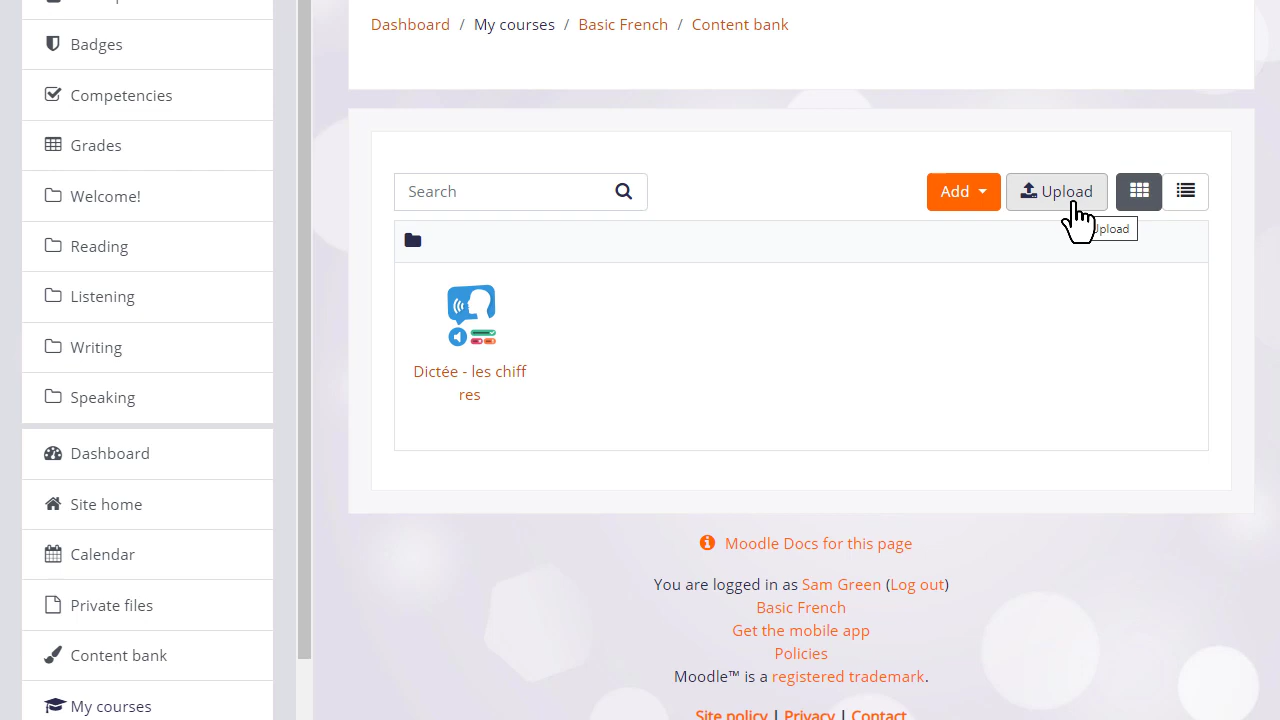 Badges
Competencies
Grades
Welcome!
Reading
Listening
Writing
Speaking
Dashboard
Site home
Calendar
Private files
Content bank
My courses
Dashboard / My courses / Basic French / Content bank
Search
Add
Upload
Upload
Dictée - les chiff
res
Moodle Docs for this page
You are logged in as Sam Green (Log out)
Basic French
Get the mobile app
Policies
Moodle™ is a registered trademark.
Site policy | Privacy | Contact